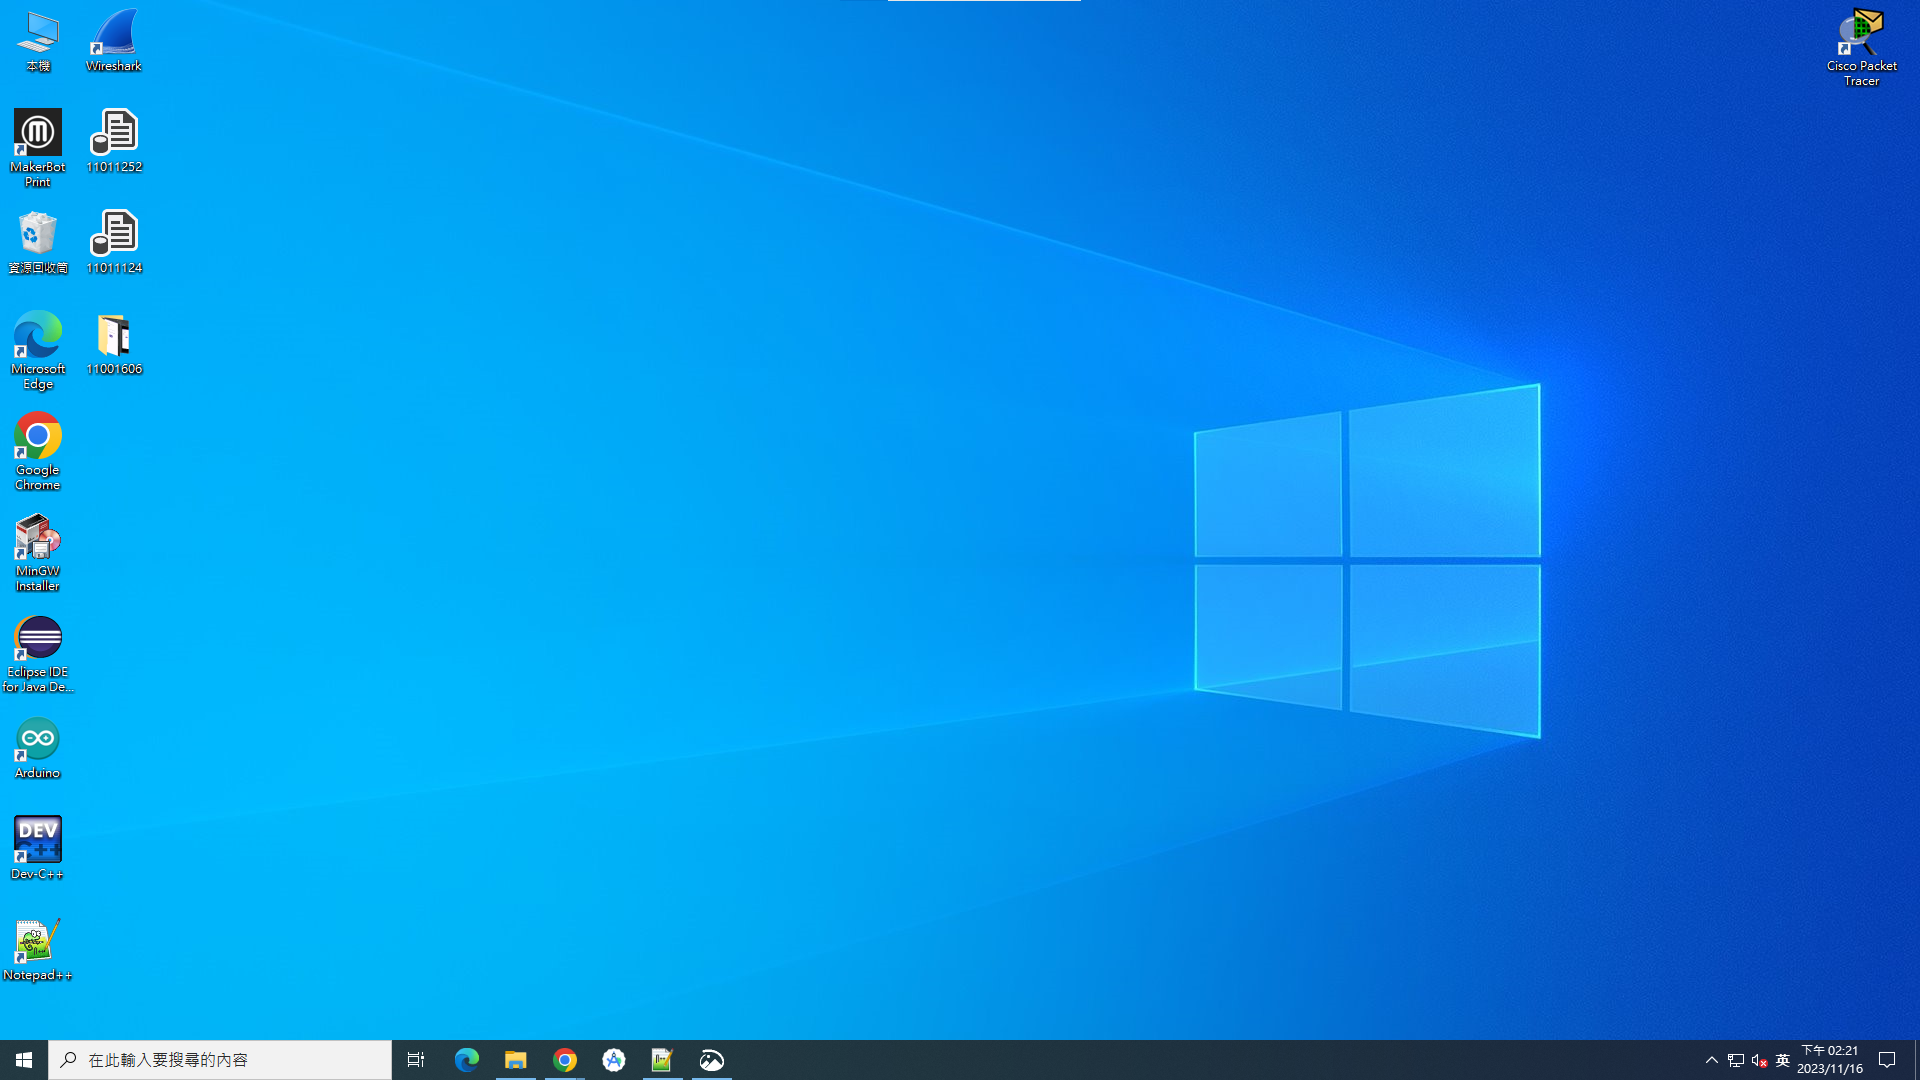 本機
Wireshark
Cisco Packet
Tracer
MakerBot
Print
11011252
資源回收筒
11011124
Microsoft
Edge
11001606
Google
Chrome
MinGW
Installer
Eclipse IDE
for Java De...
Arduino
DEV
C++
Dev-C++
Notepad++
在此輸入要搜尋的內容
英
下午 02:21
2023/11/16